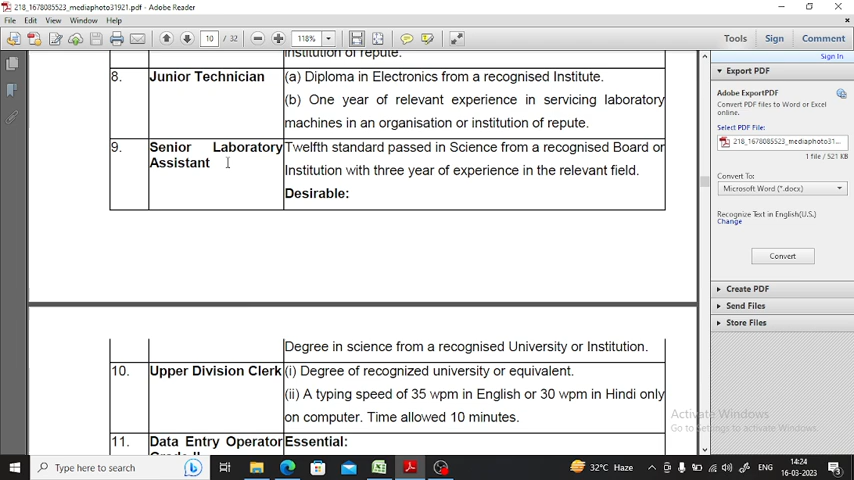 218_1678085523_mediaphoto31921.pdf - Adobe Reader
File Edit View Window Help
10 / 32 118% Tools Sign Comment
Sign In
institution of repute.
8. Junior Technician (a) Diploma in Electronics from a recognised Institute.
(b) One year of relevant experience in servicing laboratory
machines in an organisation or institution of repute.
9. Senior Laboratory Assistant
Twelfth standard passed in Science from a recognised Board or
Institution with three year of experience in the relevant field.
Desirable:
Degree in science from a recognised University or Institution.
10. Upper Division Clerk (i) Degree of recognized university or equivalent.
(ii) A typing speed of 35 wpm in English or 30 wpm in Hindi only
on computer. Time allowed 10 minutes.
11. Data Entry Operator Essential:
Export PDF
Adobe ExportPDF
Convert PDF files to Word or Excel
online.
Select PDF File:
218_1678085523_mediaphoto31...
1 file / 521 KB
Convert To:
Microsoft Word (*.docx)
Recognize Text in English(U.S.)
Change
Convert
Create PDF
Send Files
Store Files
Activate Windows
Go to Settings to activate Windows.
Type here to search
32°C Haze
ENG
14:24
16-03-2023
3